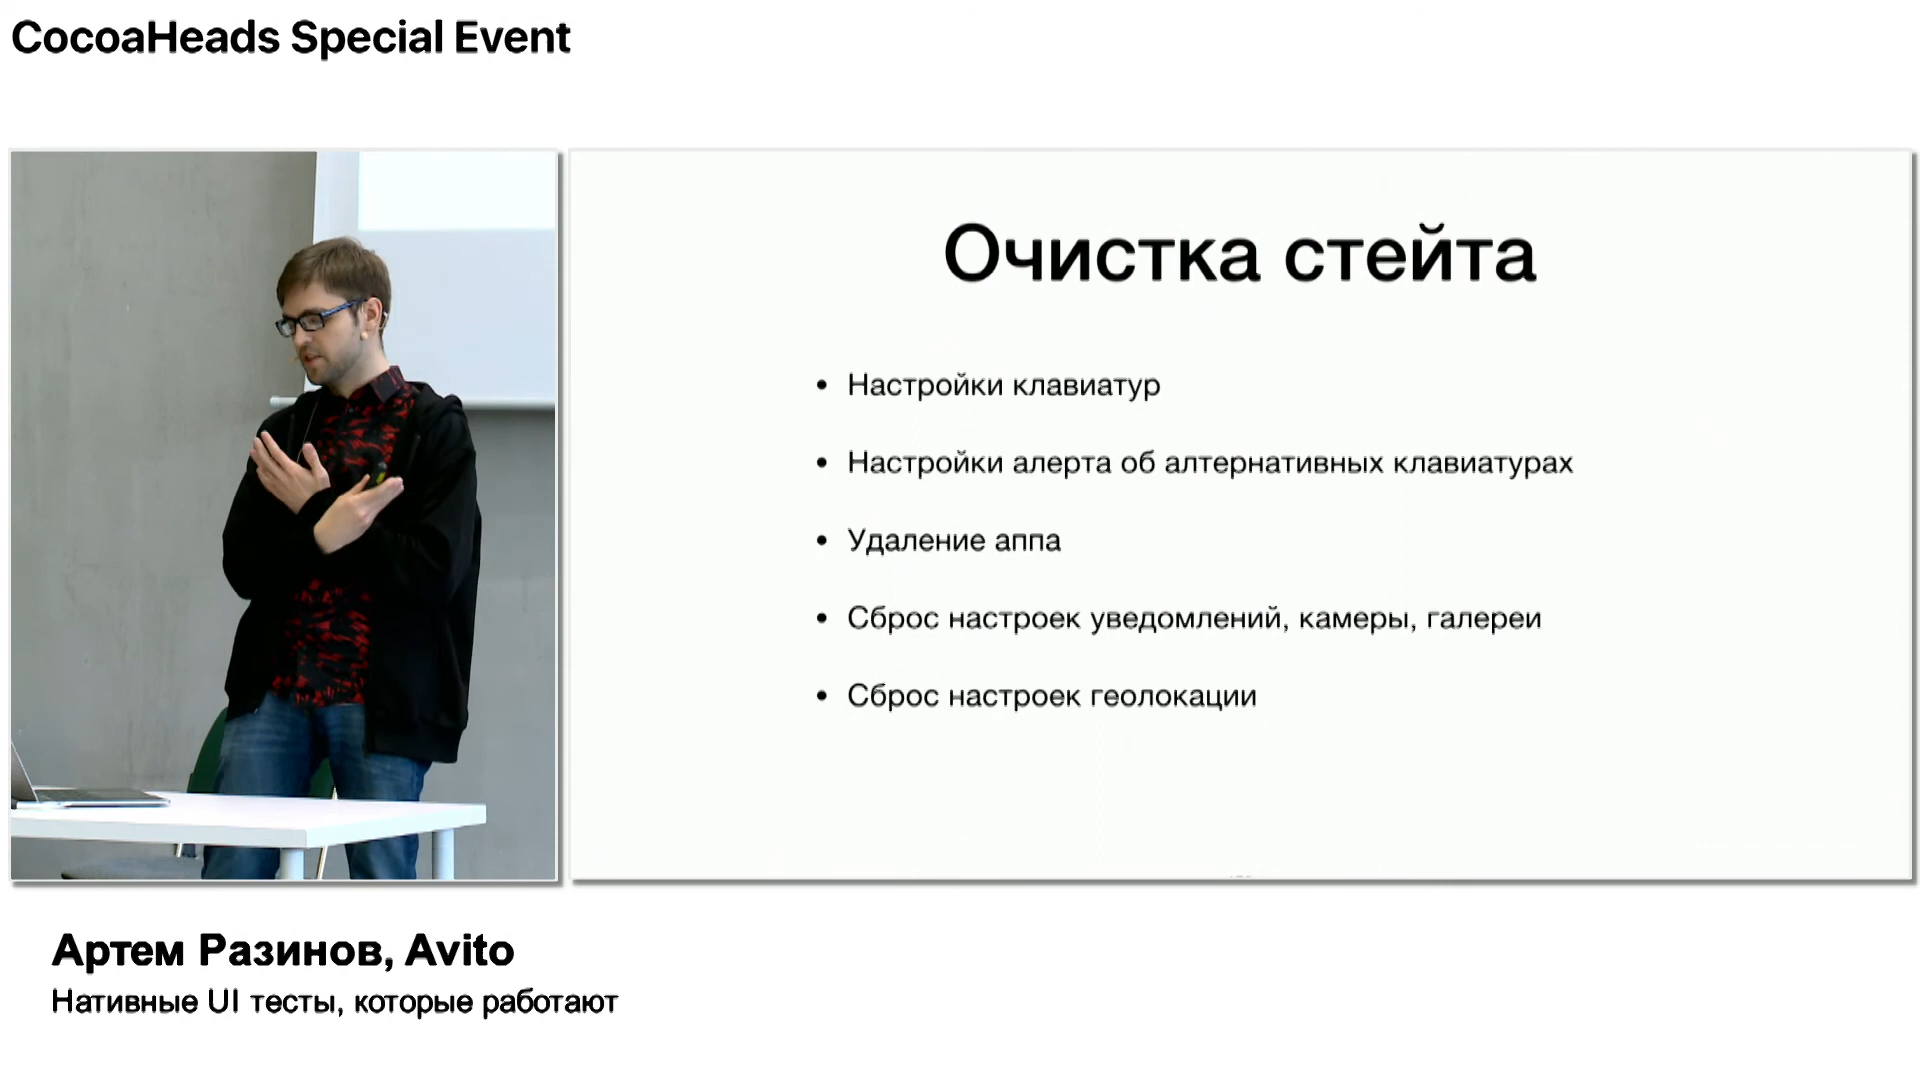 CocoaHeads Special Event
Очистка стейта
• Настройки клавиатур
• Настройки алерта об алтернативных клавиатурах
• Удаление аппа
• Сброс настроек уведомлений, камеры, галереи
• Сброс настроек геолокации
Артем Разинов, Avito
Нативные UI тесты, которые работают